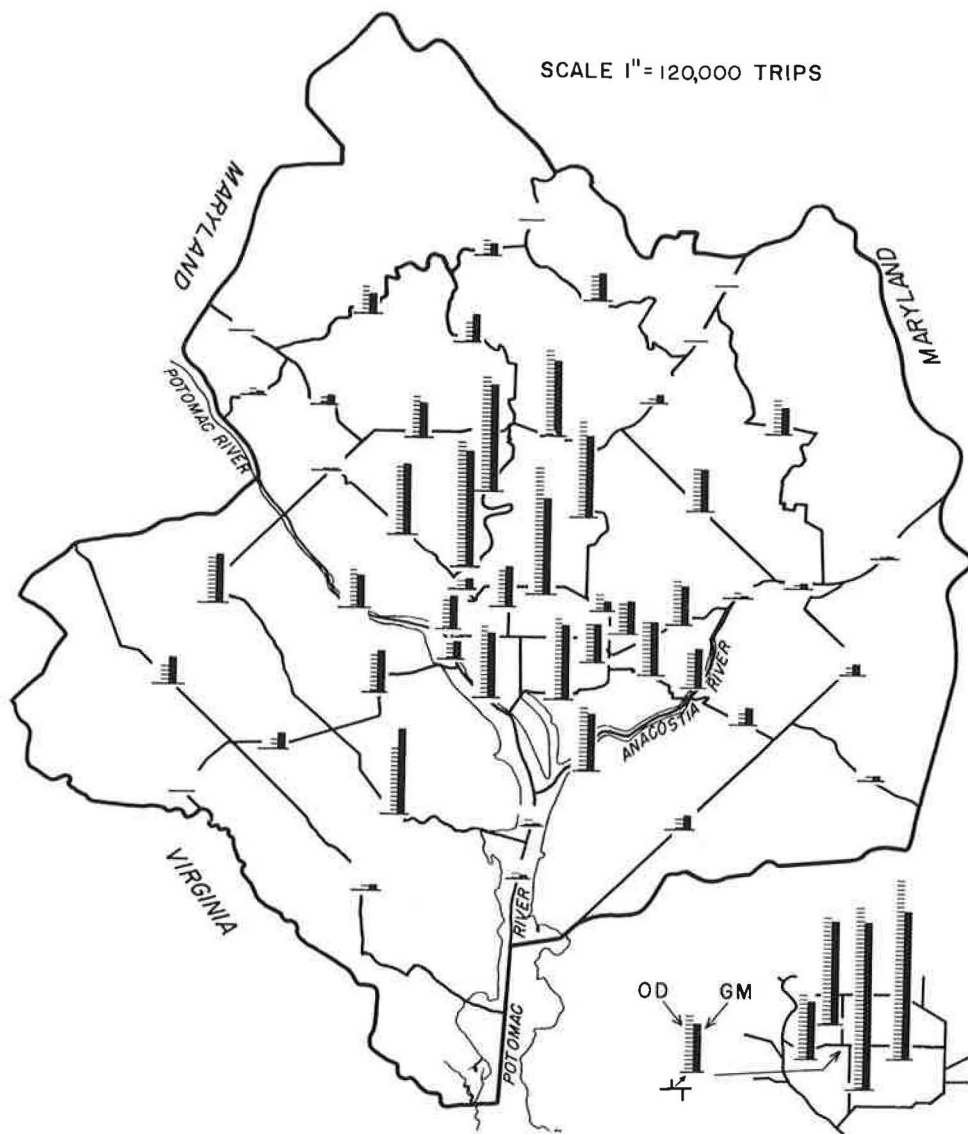 SCALE 1"= 120,000 TRIPS
MARYLAND
MARYLAND
POTOMAC RIVER
ANACOSTIA RIVER
VIRGINIA
POTOMAC RIVER
OD GM